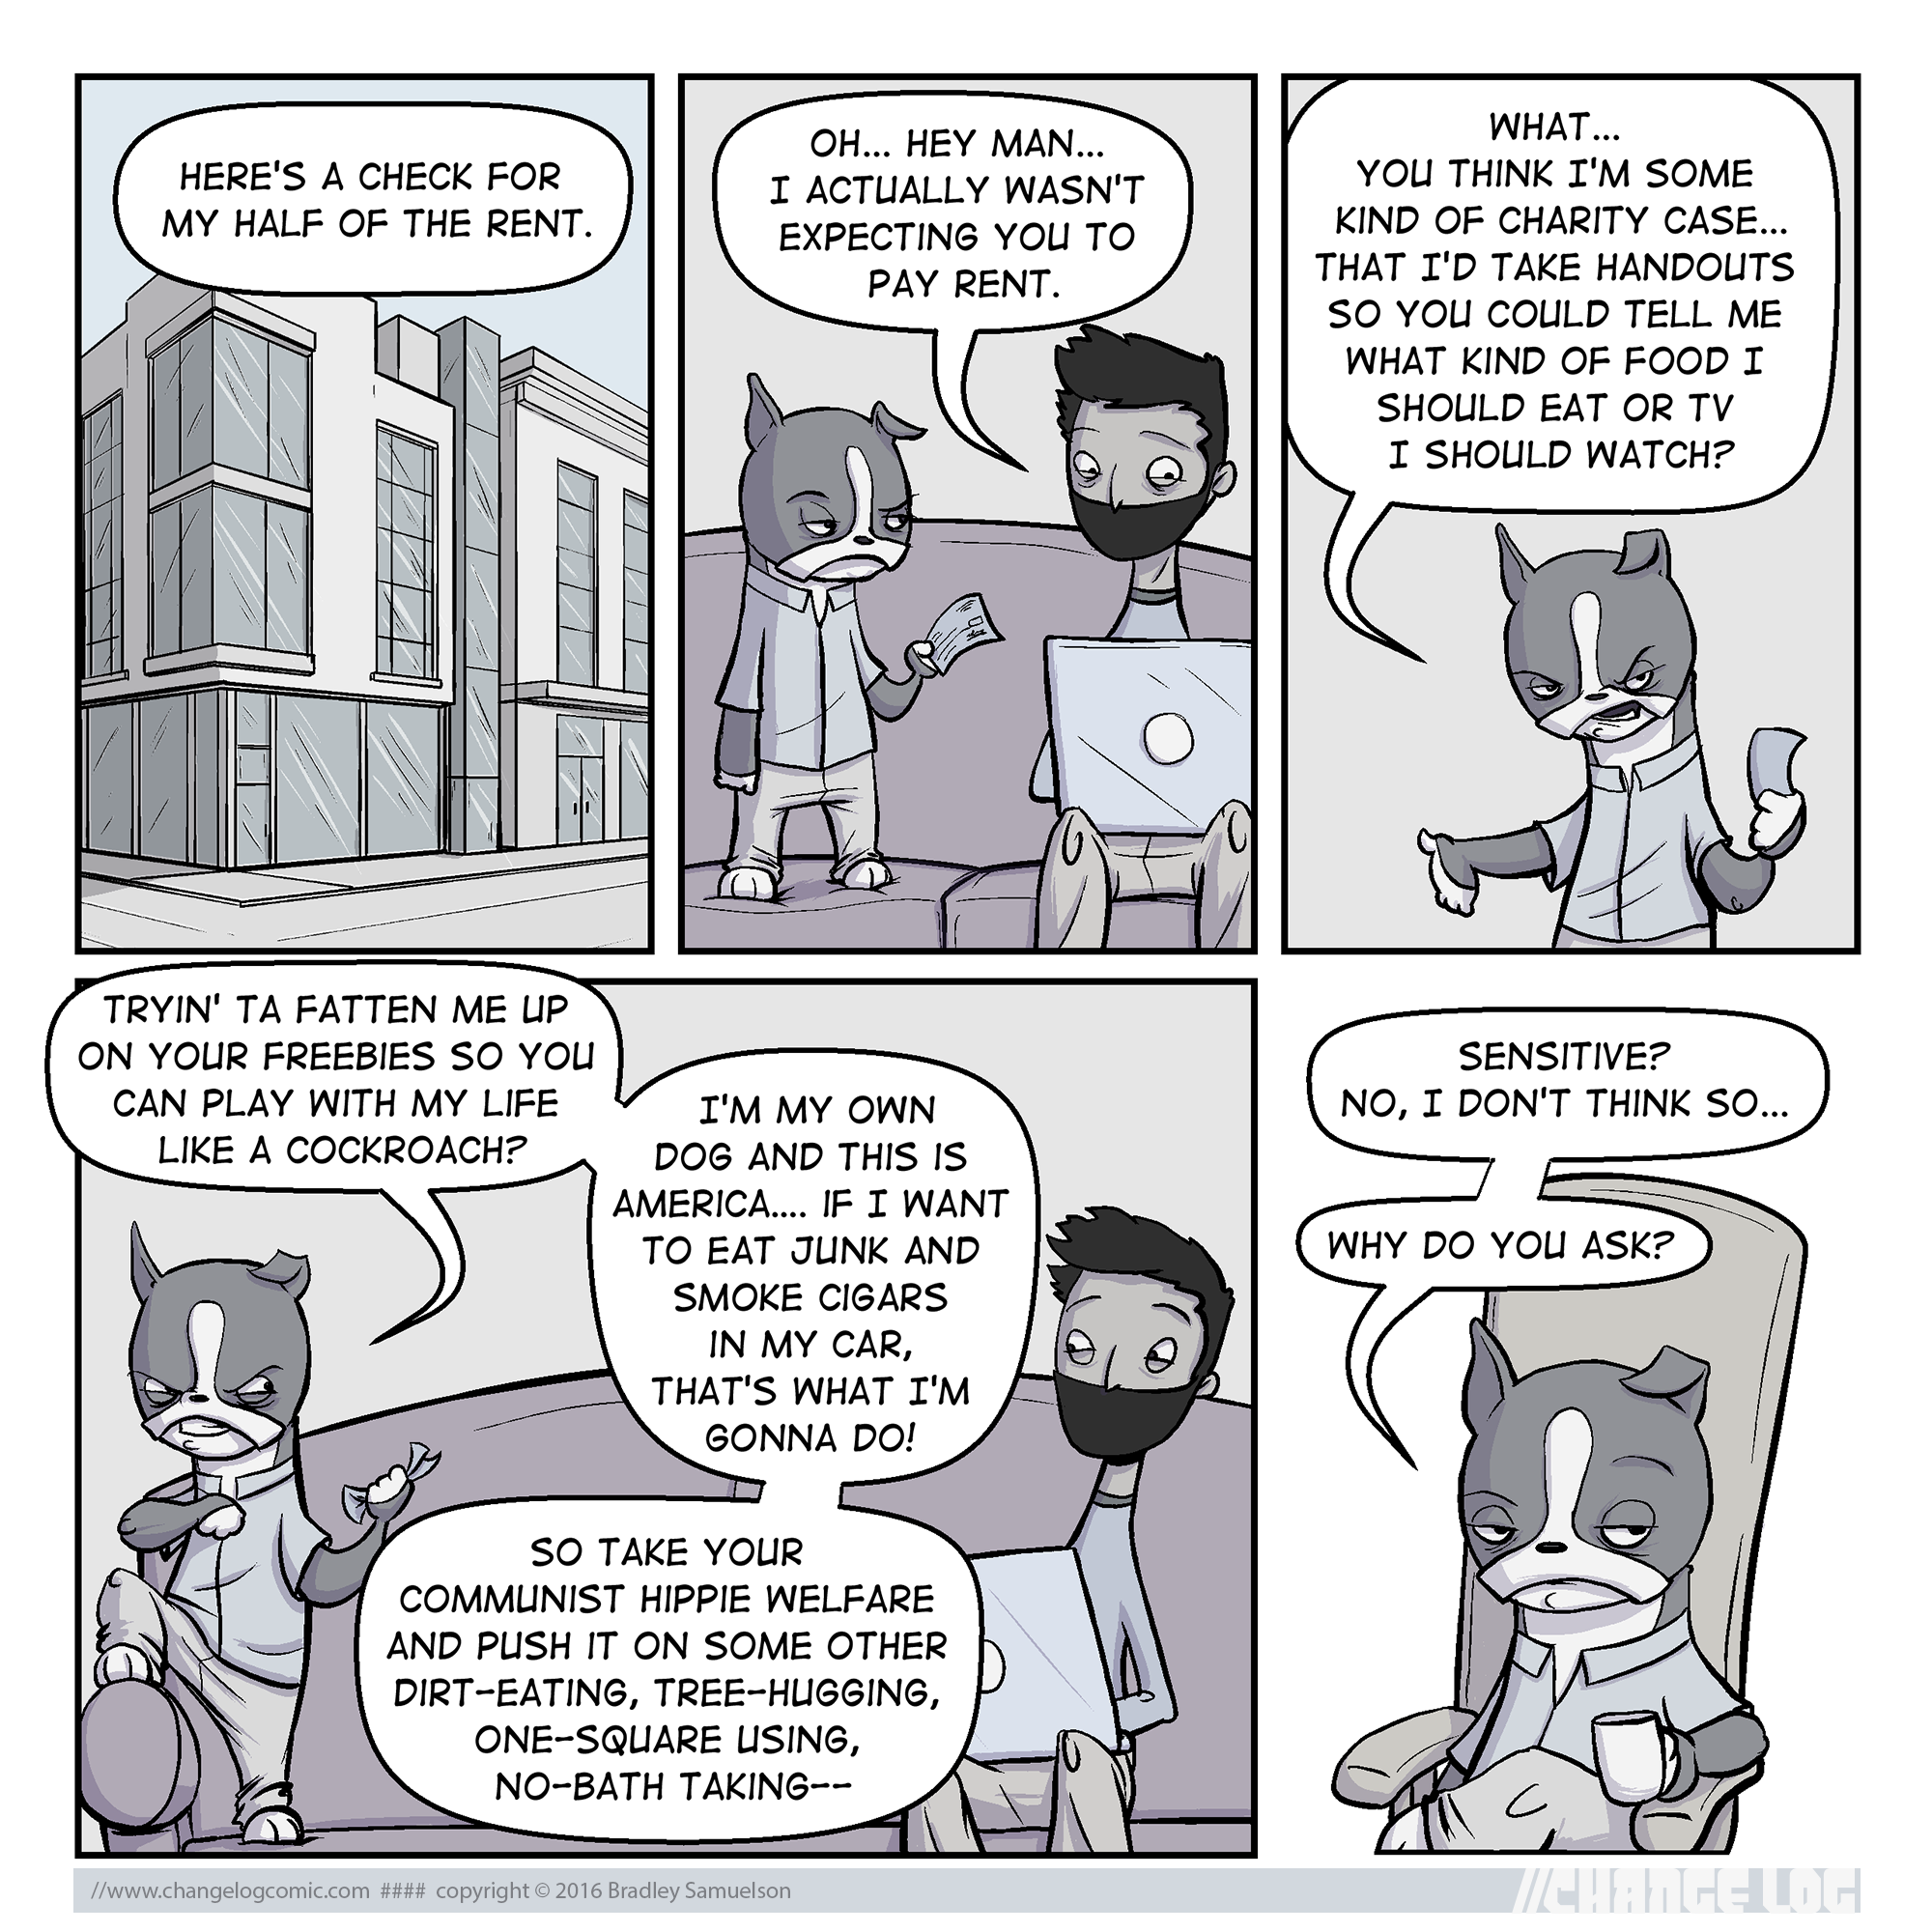 HERE'S A CHECK FOR
MY HALF OF THE RENT.
OH... HEY MAN...
I ACTUALLY WASN'T
EXPECTING YOU TO
PAY RENT.
WHAT...
YOU THINK I'M SOME
KIND OF CHARITY CASE...
THAT I'D TAKE HANDOUTS
SO YOU COULD TELL ME
WHAT KIND OF FOOD I
SHOULD EAT OR TV
I SHOULD WATCH?
TRYIN' TA FATTEN ME UP
ON YOUR FREEBIES SO YOU
CAN PLAY WITH MY LIFE
LIKE A COCKROACH?
I'M MY OWN
DOG AND THIS IS
AMERICA.... IF I WANT
TO EAT JUNK AND
SMOKE CIGARS
IN MY CAR,
THAT'S WHAT I'M
GONNA DO!
SO TAKE YOUR
COMMUNIST HIPPIE WELFARE
AND PUSH IT ON SOME OTHER
DIRT-EATING, TREE-HUGGING,
ONE-SQUARE USING,
NO-BATH TAKING--
SENSITIVE?
NO, I DON'T THINK SO...
WHY DO YOU ASK?
//www.changelogcomic.com #### copyright © 2016 Bradley Samuelson
//CHANGE LOG